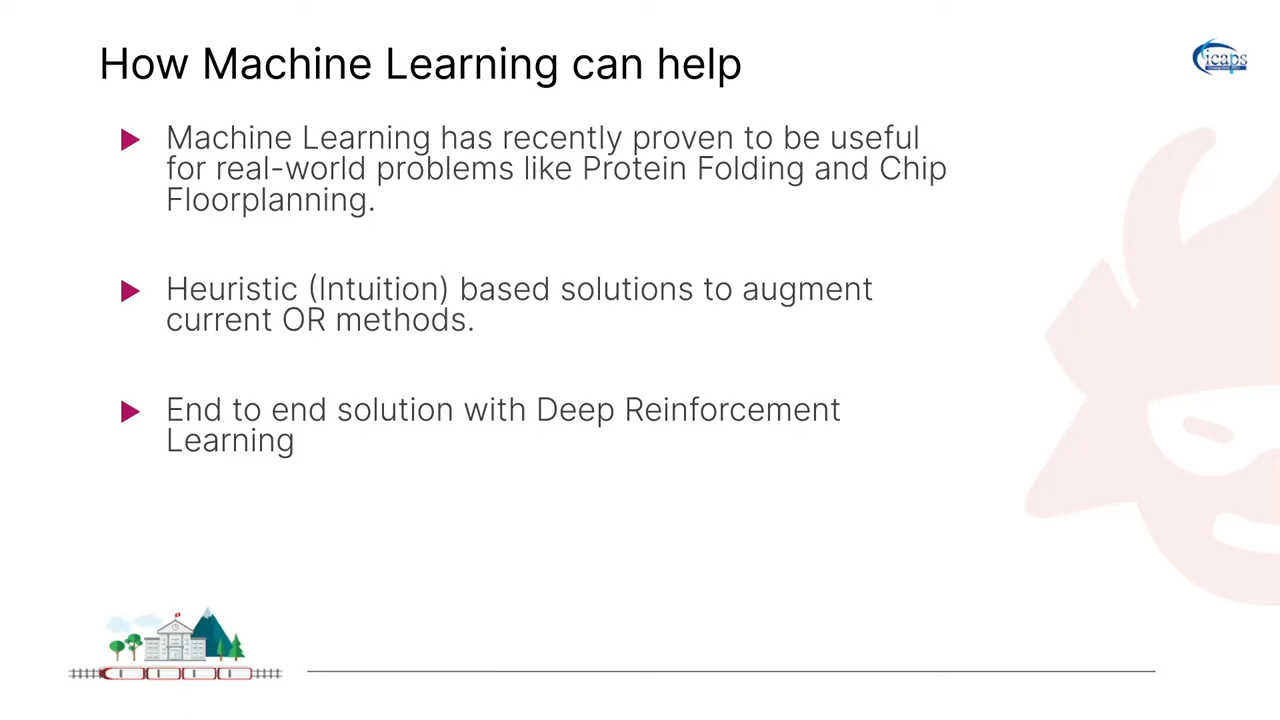 How Machine Learning can help
icaps
Machine Learning has recently proven to be useful
for real-world problems like Protein Folding and Chip
Floorplanning.
Heuristic (Intuition) based solutions to augment
current OR methods.
End to end solution with Deep Reinforcement
Learning